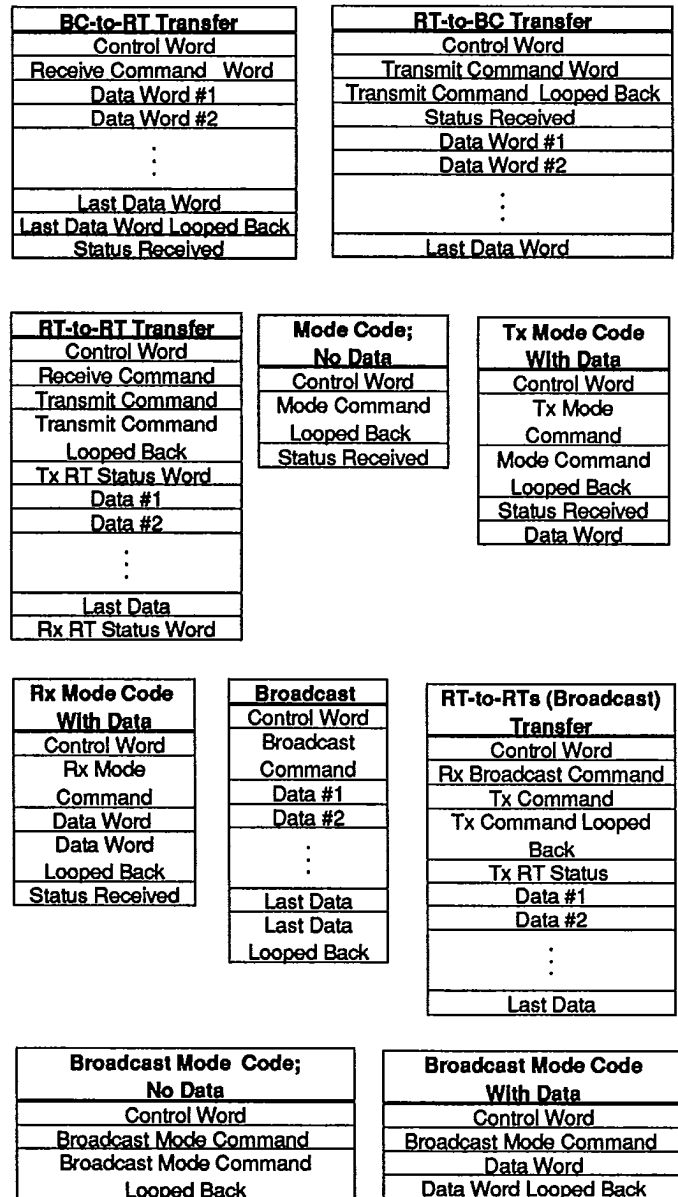 BC-to-RT Transfer
Control Word
Receive Command Word
Data Word #1
Data Word #2
Last Data Word
Last Data Word Looped Back
Status Received
RT-to-BC Transfer
Control Word
Transmit Command Word
Transmit Command Looped Back
Status Received
Data Word #1
Data Word #2
Last Data Word
RT-to-RT Transfer
Control Word
Receive Command
Transmit Command
Transmit Command
Looped Back
Tx RT Status Word
Data #1
Data #2
Last Data
Rx RT Status Word
Mode Code;
No Data
Control Word
Mode Command
Looped Back
Status Received
Tx Mode Code
With Data
Control Word
Tx Mode
Command
Mode Command
Looped Back
Status Received
Data Word
Rx Mode Code
With Data
Control Word
Rx Mode
Command
Data Word
Data Word
Looped Back
Status Received
Broadcast
Control Word
Broadcast
Command
Data #1
Data #2
Last Data
Last Data
Looped Back
RT-to-RTs (Broadcast)
Transfer
Control Word
Rx Broadcast Command
Tx Command
Tx Command Looped
Back
Tx RT Status
Data #1
Data #2
Last Data
Broadcast Mode Code;
No Data
Control Word
Broadcast Mode Command
Broadcast Mode Command
Looped Back
Broadcast Mode Code
With Data
Control Word
Broadcast Mode Command
Data Word
Data Word Looped Back